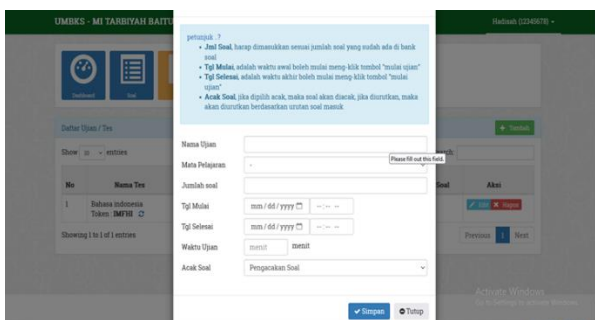 UMBKS - MI TARBIYAH BAITU
Hadisah (12345678)
petunjuk ..?
• Jml Soal, harap dimasukkan sesuai jumlah soal yang sudah ada di bank
soal
• Tgl Mulai, adalah waktu awal boleh mulai meng-klik tombol "mulai ujian"
• Tgl Selesai, adalah waktu akhir boleh mulai meng-klik tombol "mulai
ujian"
• Acak Soal, jika dipilih acak, maka soal akan diacak, jika diurutkan, maka
akan diurutkan berdasarkan urutan soal masuk
Dashboard
Soal
Daftar Ujian / Tes
+ Tambah
Show 10 entries
Nama Ujian
Please fill out this field.
Mata Pelajaran -
Jumlah soal
No Nama Tes Soal Aksi
Tgl Mulai mm/dd/yyyy --:-- --
1 Bahasa indonesia
Token : IMFHI
Edit Hapus
Tgl Selesai mm/dd/yyyy --:-- --
Showing 1 to 1 of 1 entries
Previous 1 Next
Waktu Ujian menit menit
Acak Soal Pengacakan Soal
Activate Windows
Go to Settings to activate Windows.
Simpan Tutup